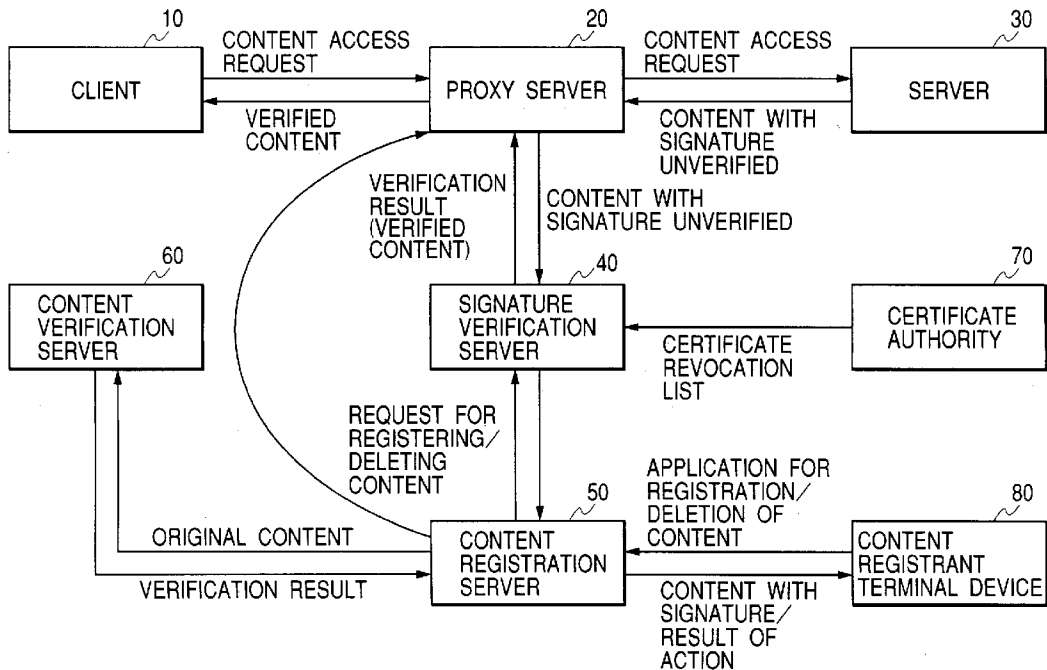 10
20
30
CONTENT ACCESS
REQUEST
CONTENT ACCESS
REQUEST
CLIENT
PROXY SERVER
SERVER
VERIFIED
CONTENT
CONTENT WITH
SIGNATURE
UNVERIFIED
VERIFICATION
RESULT
(VERIFIED
CONTENT)
CONTENT WITH
SIGNATURE UNVERIFIED
60
40
70
CONTENT
VERIFICATION
SERVER
SIGNATURE
VERIFICATION
SERVER
CERTIFICATE
AUTHORITY
CERTIFICATE
REVOCATION
LIST
REQUEST FOR
REGISTERING/
DELETING
CONTENT
APPLICATION FOR
REGISTRATION/
DELETION OF
CONTENT
50
80
ORIGINAL CONTENT
CONTENT
REGISTRATION
SERVER
CONTENT
REGISTRANT
TERMINAL DEVICE
VERIFICATION RESULT
CONTENT WITH
SIGNATURE/
RESULT OF
ACTION